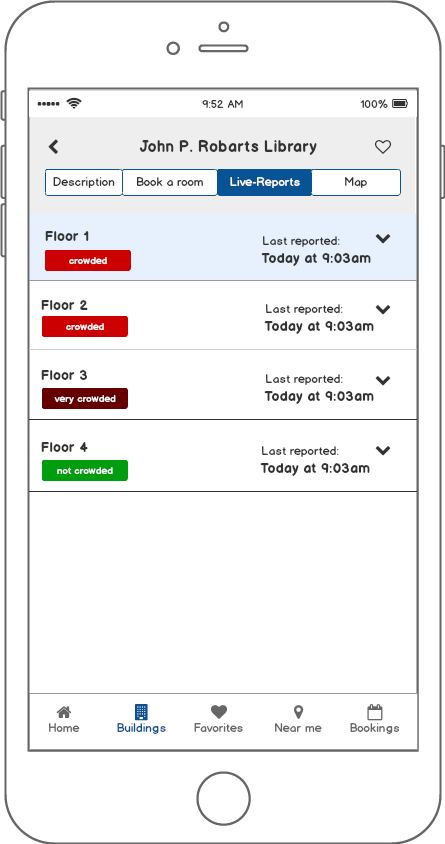 9:52 AM 100%
John P. Robarts Library
Description Book a room Live-Reports Map
Floor 1
crowded
Last reported:
Today at 9:03am
Floor 2
crowded
Last reported:
Today at 9:03am
Floor 3
very crowded
Last reported:
Today at 9:03am
Floor 4
not crowded
Last reported:
Today at 9:03am
Home Buildings Favorites Near me Bookings